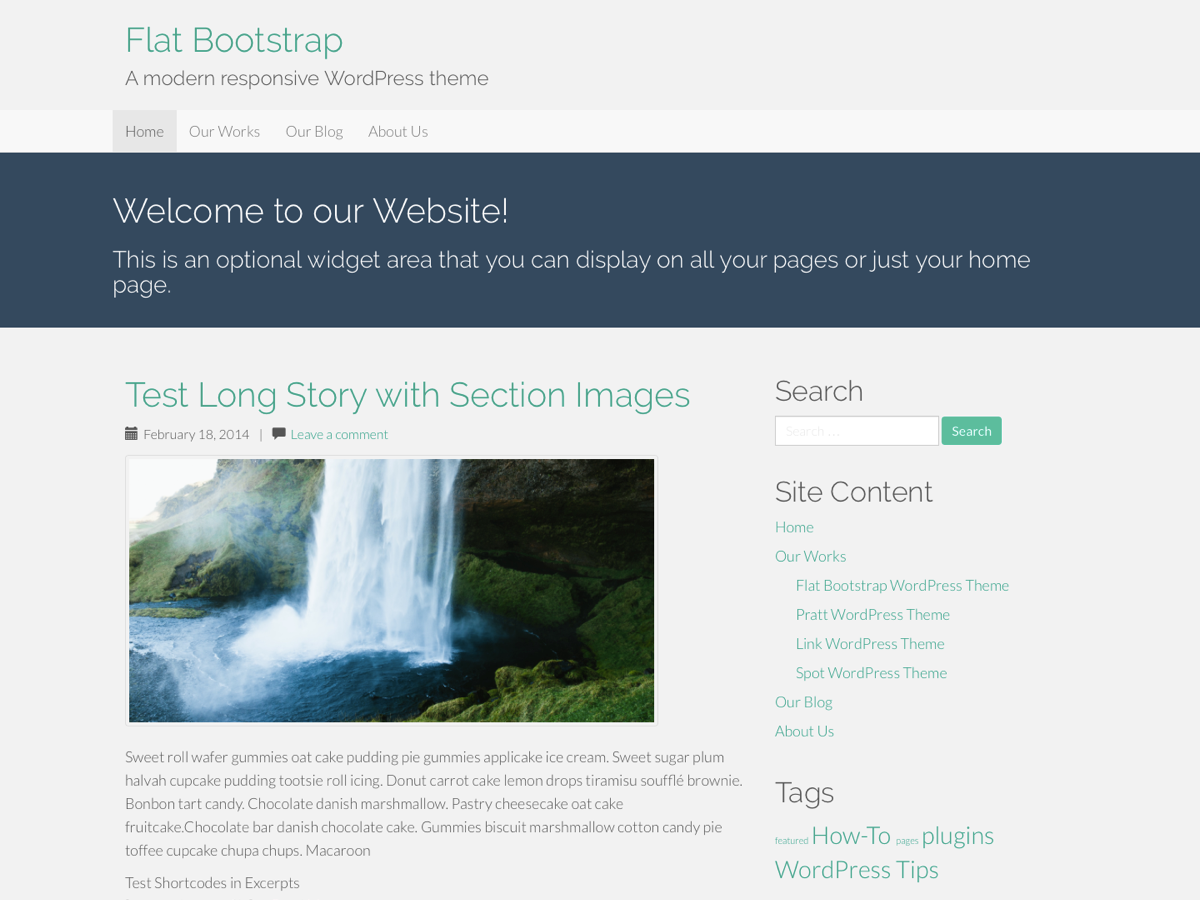 Flat Bootstrap
A modern responsive WordPress theme
Home Our Works Our Blog About Us
Welcome to our Website!
This is an optional widget area that you can display on all your pages or just your home
page.
Test Long Story with Section Images
February 18, 2014 | Leave a comment
Sweet roll wafer gummies oat cake pudding pie gummies applicake ice cream. Sweet sugar plum
halvah cupcake pudding tootsie roll icing. Donut carrot cake lemon drops tiramisu soufflé brownie.
Bonbon tart candy. Chocolate danish marshmallow. Pastry cheesecake oat cake
fruitcake.Chocolate bar danish chocolate cake. Gummies biscuit marshmallow cotton candy pie
toffee cupcake chupa chups. Macaroon
Test Shortcodes in Excerpts
Search
Search … Search
Site Content
Home
Our Works
Flat Bootstrap WordPress Theme
Pratt WordPress Theme
Link WordPress Theme
Spot WordPress Theme
Our Blog
About Us
Tags
featured How-To pages plugins
WordPress Tips